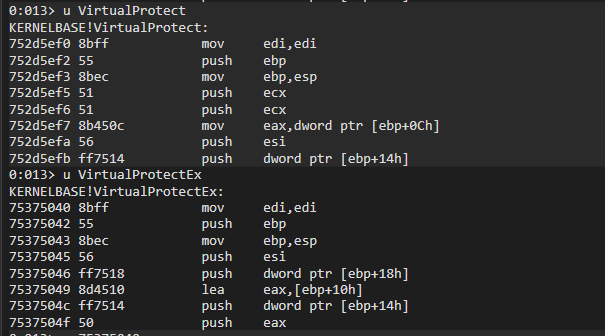 0:013> u VirtualProtect
KERNELBASE!VirtualProtect:
752d5ef0 8bff mov edi,edi
752d5ef2 55 push ebp
752d5ef3 8bec mov ebp,esp
752d5ef5 51 push ecx
752d5ef6 51 push ecx
752d5ef7 8b450c mov eax,dword ptr [ebp+0Ch]
752d5efa 56 push esi
752d5efb ff7514 push dword ptr [ebp+14h]
0:013> u VirtualProtectEx
KERNELBASE!VirtualProtectEx:
75375040 8bff mov edi,edi
75375042 55 push ebp
75375043 8bec mov ebp,esp
75375045 56 push esi
75375046 ff7518 push dword ptr [ebp+18h]
75375049 8d4510 lea eax,[ebp+10h]
7537504c ff7514 push dword ptr [ebp+14h]
7537504f 50 push eax